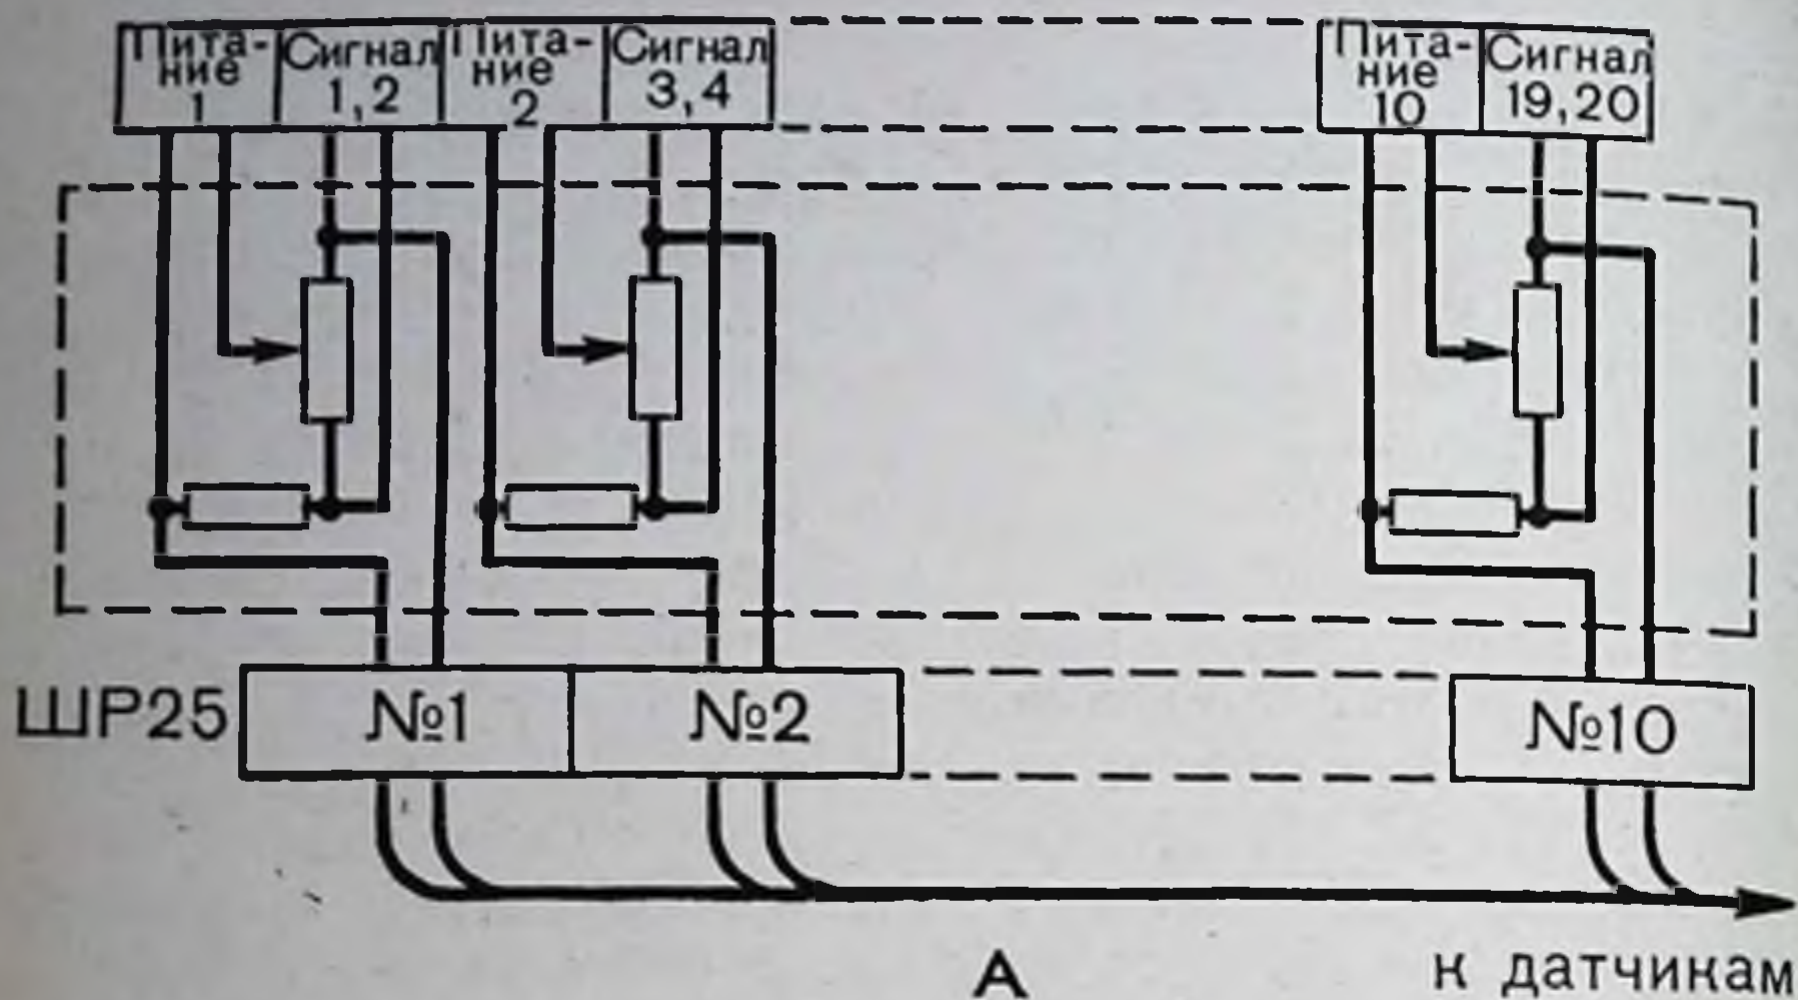 Пита-
ние
1
Сигнал
1,2
Пита-
ние
2
Сигнал
3,4
Пита-
ние
10
Сигнал
19,20
ШР25
№1
№2
№10
А
к датчикам